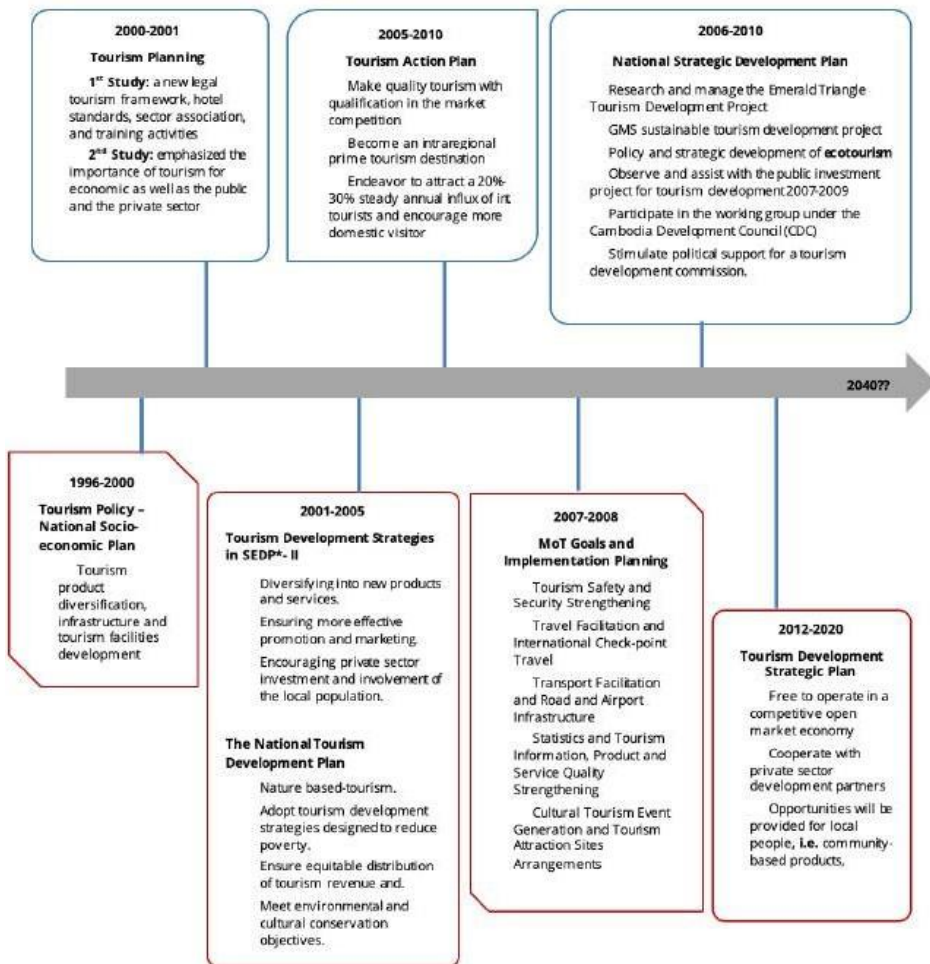 2000-2001
Tourism Planning
1st Study: a new legal
tourism framework, hotel
standards, sector association,
and training activities
2nd Study: emphasized the
importance of tourism for
economic as well as the public
and the private sector
2005-2010
Tourism Action Plan
Make quality tourism with
qualification in the market
competition
Become an intraregional
prime tourism destination
Endeavor to attract a 20%-
30% steady annual influx of int
tourists and encourage more
domestic visitor
2006-2010
National Strategic Development Plan
Research and manage the Emerald Triangle
Tourism Development Project
GMS sustainable tourism development project
Policy and strategic development of ecotourism
Observe and assist with the public investment
project for tourism development 2007-2009
Participate in the working group under the
Cambodia Development Council (CDC)
Stimulate political support for a tourism
development commission.
2040??
1996-2000
Tourism Policy –
National Socio-
economic Plan
Tourism
product
diversification,
infrastructure and
tourism facilities
development
2001-2005
Tourism Development Strategies
in SEDP*- II
Diversifying into new products
and services.
Ensuring more effective
promotion and marketing.
Encouraging private sector
investment and involvement of
the local population.
The National Tourism
Development Plan
Nature based-tourism.
Adopt tourism development
strategies designed to reduce
poverty.
Ensure equitable distribution
of tourism revenue and.
Meet environmental and
cultural conservation
objectives.
2007-2008
MoT Goals and
Implementation Planning
Tourism Safety and
Security Strengthening
Travel Facilitation and
International Check-point
Travel
Transport Facilitation
and Road and Airport
Infrastructure
Statistics and Tourism
Information, Product and
Service Quality
Strengthening
Cultural Tourism Event
Generation and Tourism
Attraction Sites
Arrangements
2012-2020
Tourism Development
Strategic Plan
Free to operate in a
competitive open
market economy
Cooperate with
private sector
development partners
Opportunities will be
provided for local
people, i.e. community-
based products,